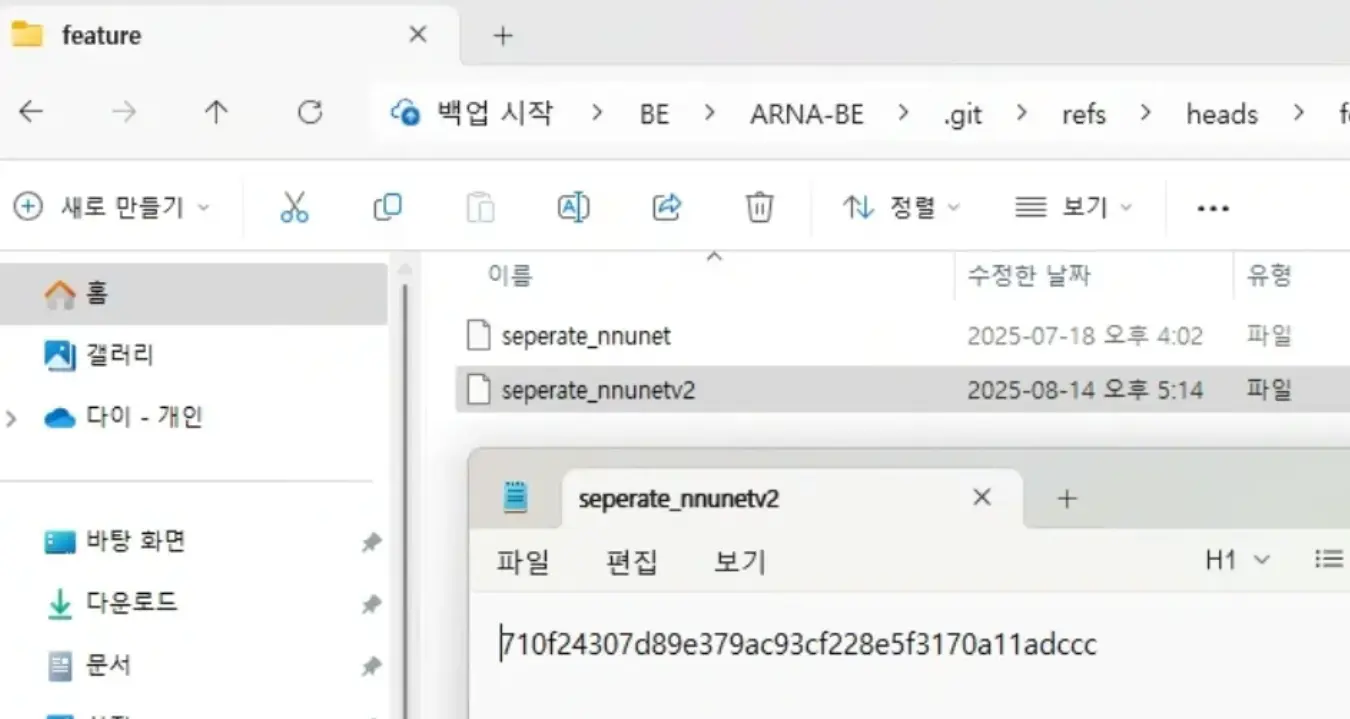 feature
백업 시작 > BE > ARNA-BE > .git > refs > heads >
새로 만들기 정렬 보기 ...
이름 수정한 날짜 유형
홈
seperate_nnunet 2025-07-18 오후 4:02 파일
갤러리
seperate_nnunetv2 2025-08-14 오후 5:14 파일
다이 - 개인
seperate_nnunetv2
바탕 화면
파일 편집 보기 H1
다운로드
710f24307d89e379ac93cf228e5f3170a11adccc
문서